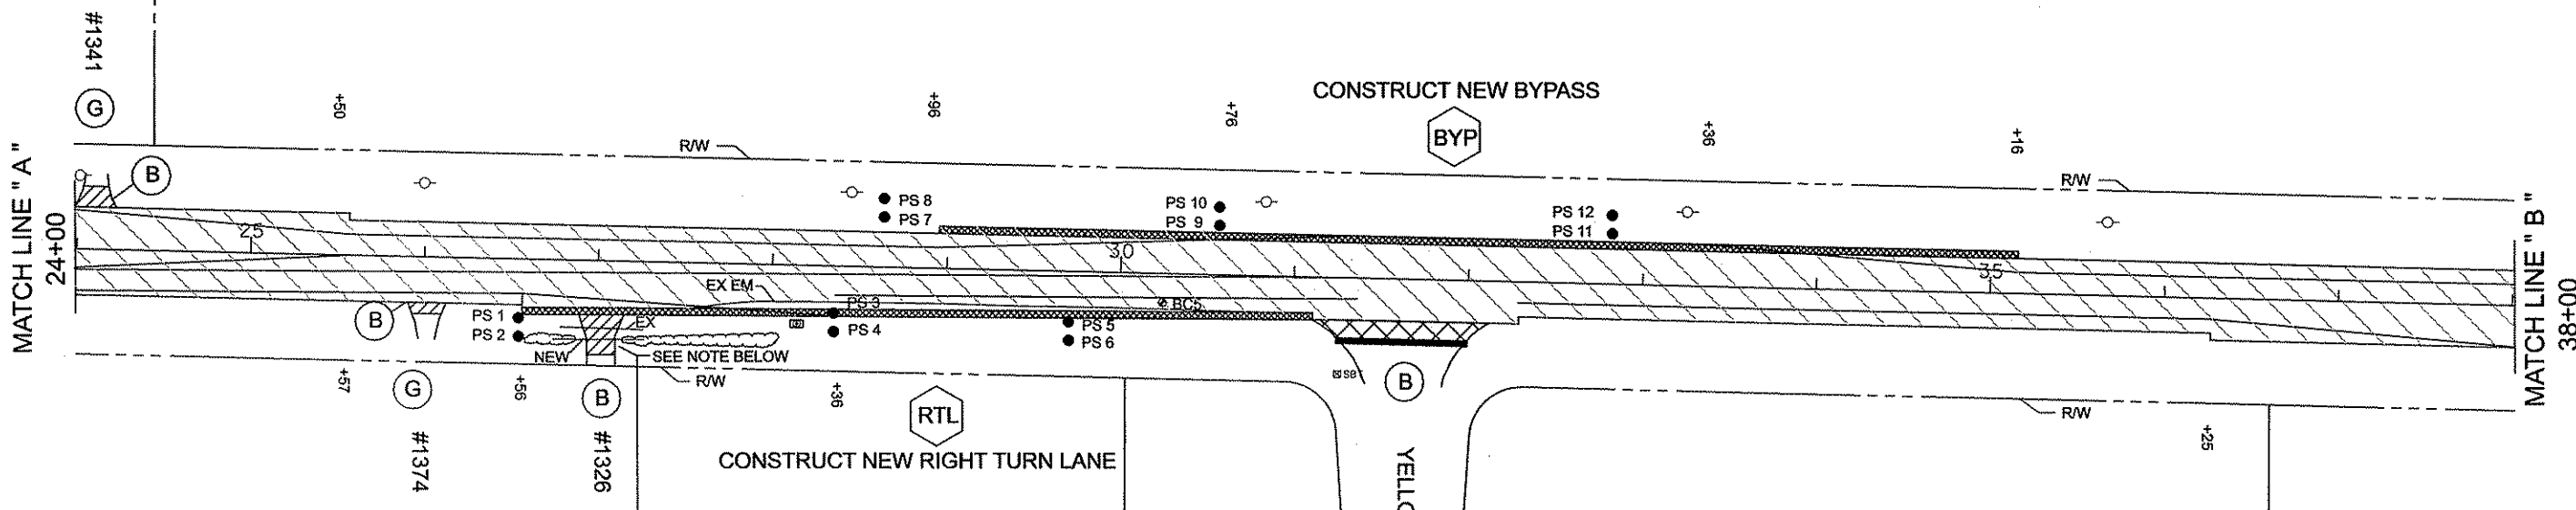 #1341
G
MATCH LINE " A "
24+00
B
+50
R/W
+96
+76
CONSTRUCT NEW BYPASS
BYP
+36
+16
R/W
MATCH LINE " B "
38+00
PS 8
PS 7
PS 10
PS 9
PS 12
PS 11
25
30
35
EX EM
PS 3
BC5
B
PS 1
PS 2
EX
PS 4
PS 5
PS 6
NEW
SEE NOTE BELOW
R/W
+57
G
+56
B
+36
RTL
B
R/W
+25
#1374
#1326
CONSTRUCT NEW RIGHT TURN LANE